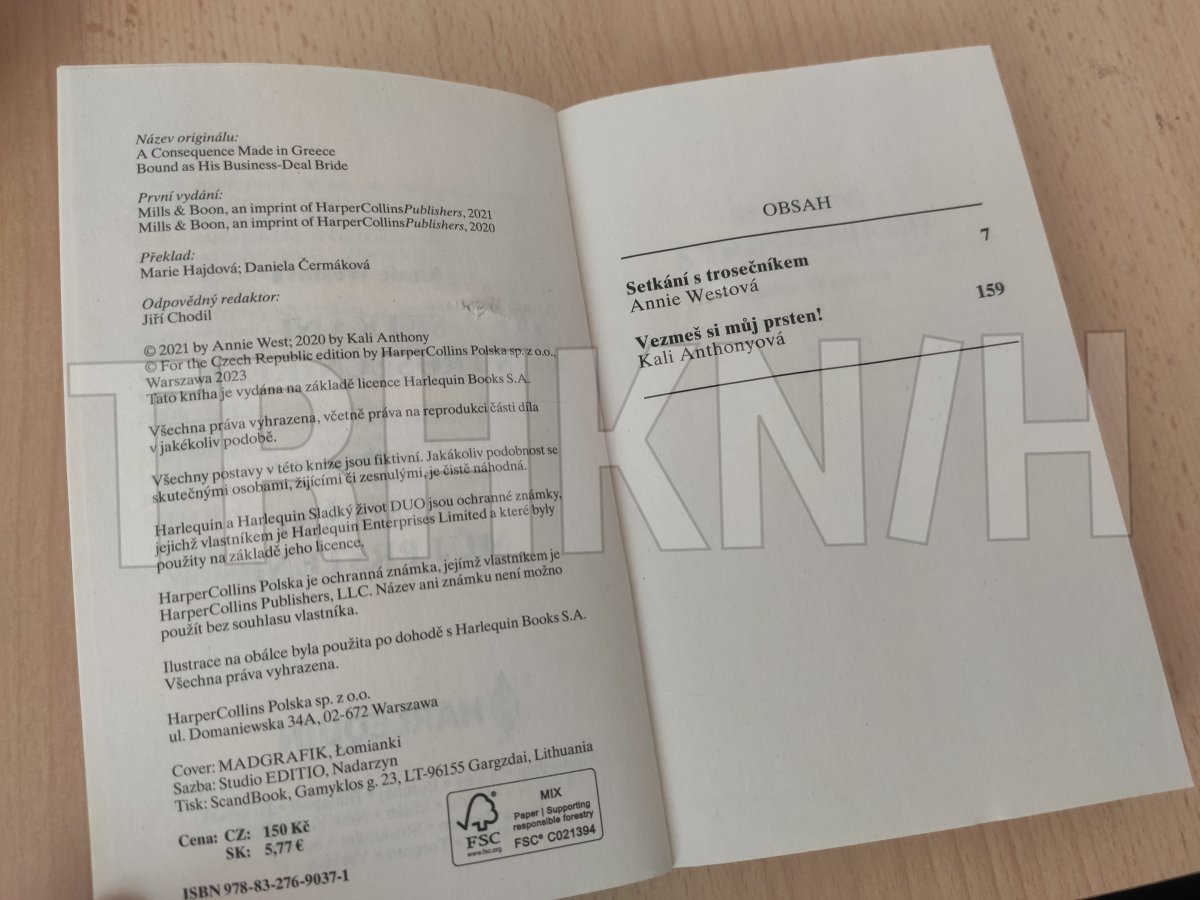 Název originálu:
A Consequence Made in Greece
Bound as His Business-Deal Bride
První vydání:
Mills & Boon, an imprint of HarperCollinsPublishers, 2021
Mills & Boon, an imprint of HarperCollinsPublishers, 2020
Překlad:
Marie Hajdová; Daniela Čermáková
Odpovědný redaktor:
Jiří Chodil
© 2021 by Annie West; 2020 by Kali Anthony
© For the Czech Republic edition by HarperCollins Polska sp. z o.o.,
Warszawa 2023
Tato kniha je vydána na základě licence Harlequin Books S.A.
Všechna práva vyhrazena, včetně práva na reprodukci části díla
v jakékoliv podobě.
Všechny postavy v této knize jsou fiktivní. Jakákoliv podobnost se
skutečnými osobami, žijícími či zesnulými, je čistě náhodná.
Harlequin a Harlequin Sladký život DUO jsou ochranné známky,
jejichž vlastníkem je Harlequin Enterprises Limited a které byly
použity na základě jeho licence.
HarperCollins Polska je ochranná známka, jejímž vlastníkem je
HarperCollins Publishers, LLC. Název ani známku není možno
použít bez souhlasu vlastníka.
Ilustrace na obálce byla použita po dohodě s Harlequin Books S.A.
Všechna práva vyhrazena.
HarperCollins Polska sp. z o.o.
ul. Domaniewska 34A, 02-672 Warszawa
Cover: MADGRAFIK, Łomianki
Sazba: Studio EDITIO, Nadarzyn
Tisk: ScandBook, Gamyklos g. 23, LT-96155 Gargzdai, Lithuania
Cena: CZ: 150 Kč
SK: 5,77 €
ISBN 978-83-276-9037-1
FSC
www.fsc.org
MIX
Paper | Supporting
responsible forestry
FSC® C021394
OBSAH
7
Setkání s trosečníkem
Annie Westová
159
Vezmeš si můj prsten!
Kali Anthonyová
TRHKNIH